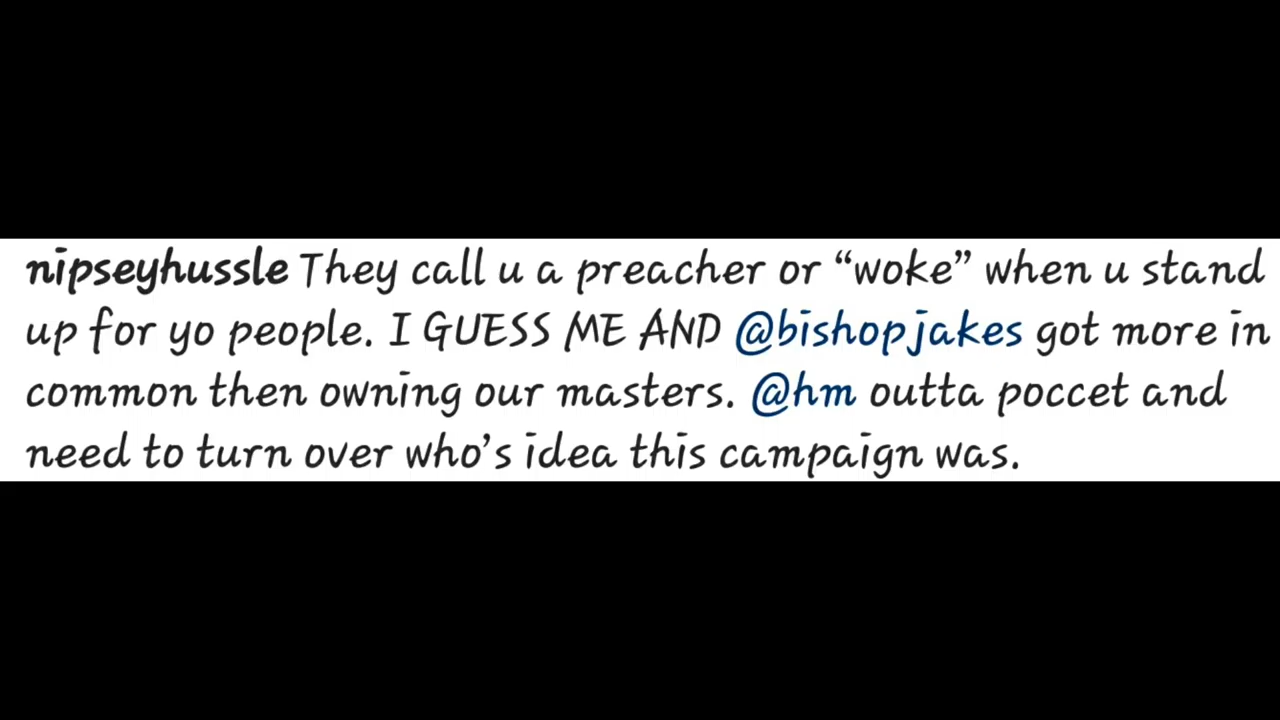 nipseyhussle They call u a preacher or “woke” when u stand
up for yo people. I GUESS ME AND @bishopjakes got more in
common then owning our masters. @hm outta poccet and
need to turn over who’s idea this campaign was.